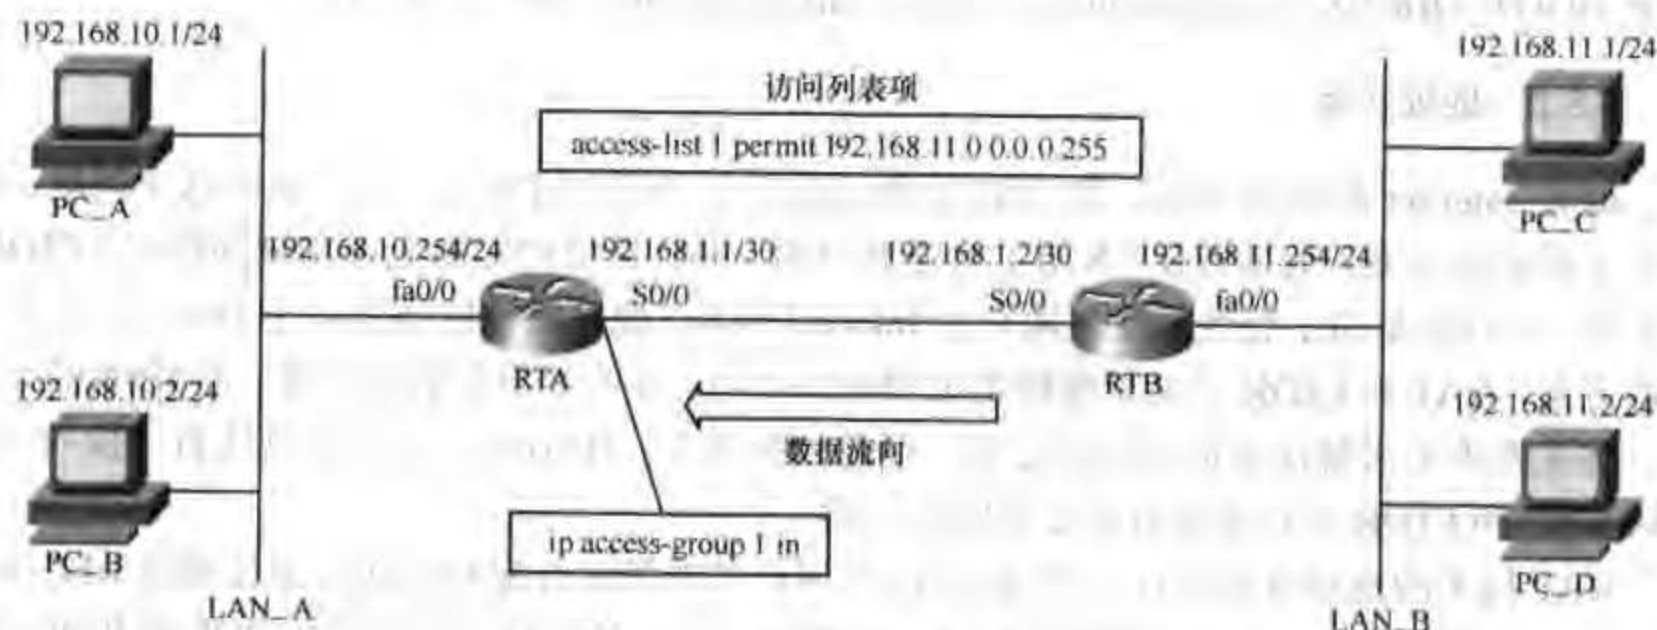 192.168.10.1/24
PC_A
访问列表项
access-list 1 permit 192.168.11.0 0.0.0.255
192.168.11.1/24
PC_C
192.168.10.254/24
fa0/0
192.168.1.1/30
S0/0
RTA
192.168.1.2/30
S0/0
192.168.11.254/24
fa0/0
RTB
192.168.10.2/24
PC_B
数据流向
ip access-group 1 in
192.168.11.2/24
PC_D
LAN_A
LAN_B